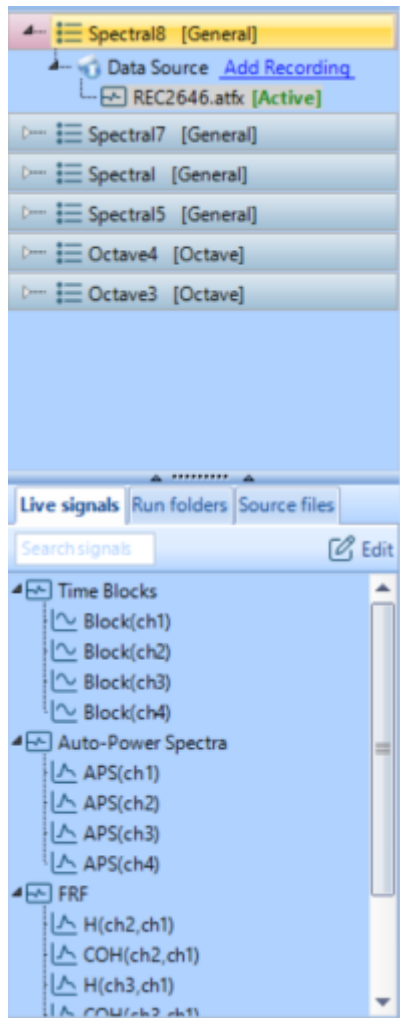 Spectral8 [General]
Data Source Add Recording
REC2646.atfx [Active]
Spectral7 [General]
Spectral [General]
Spectral5 [General]
Octave4 [Octave]
Octave3 [Octave]
Live signals Run folders Source files
Search signals Edit
Time Blocks
Block(ch1)
Block(ch2)
Block(ch3)
Block(ch4)
Auto-Power Spectra
APS(ch1)
APS(ch2)
APS(ch3)
APS(ch4)
FRF
H(ch2,ch1)
COH(ch2,ch1)
H(ch3,ch1)
COH(ch3,ch1)